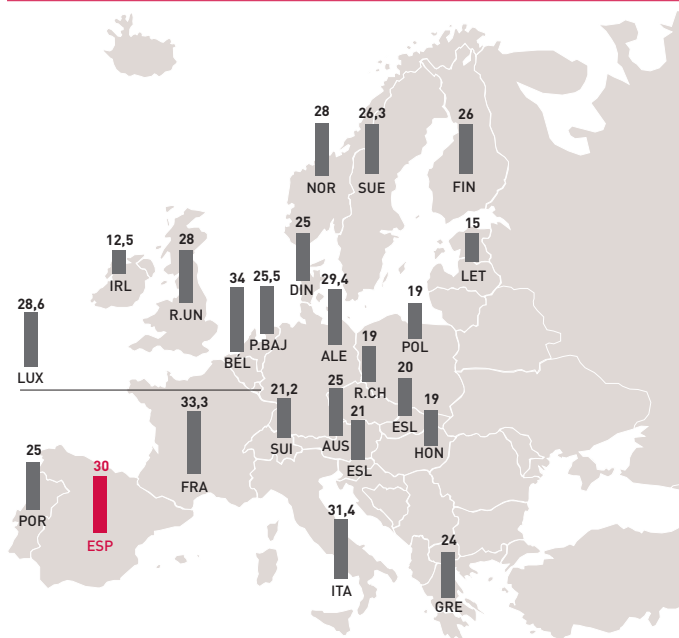 28
NOR
26,3
SUE
26
FIN
12,5
IRL
28
R.UN
25
DIN
15
LET
28,6
LUX
34
BÉL
25,5
P.BAJ
29,4
ALE
19
POL
19
R.CH
20
ESL
19
HON
33,3
FRA
21,2
SUI
25
AUS
21
ESL
25
POR
30
ESP
31,4
ITA
24
GRE